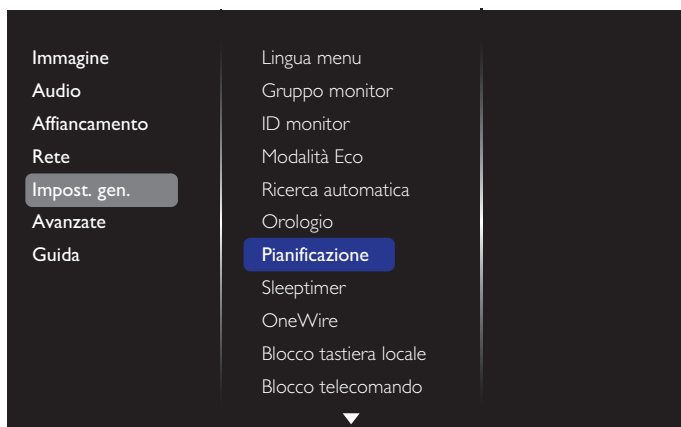 Immagine
Audio
Affiancamento
Rete
Impost. gen.
Avanzate
Guida
Lingua menu
Gruppo monitor
ID monitor
Modalità Eco
Ricerca automatica
Orologio
Pianificazione
Sleeptimer
OneWire
Blocco tastiera locale
Blocco telecomando